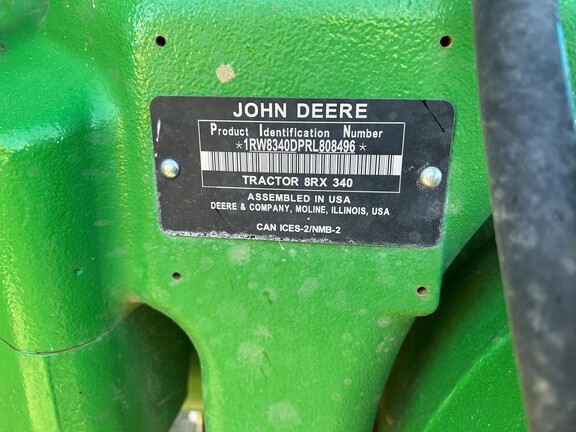 JOHN DEERE
Product Identification Number
*1RW8340DPRL808496*
TRACTOR 8RX 340
ASSEMBLED IN USA
DEERE & COMPANY, MOLINE, ILLINOIS, USA
CAN ICES-2/NMB-2